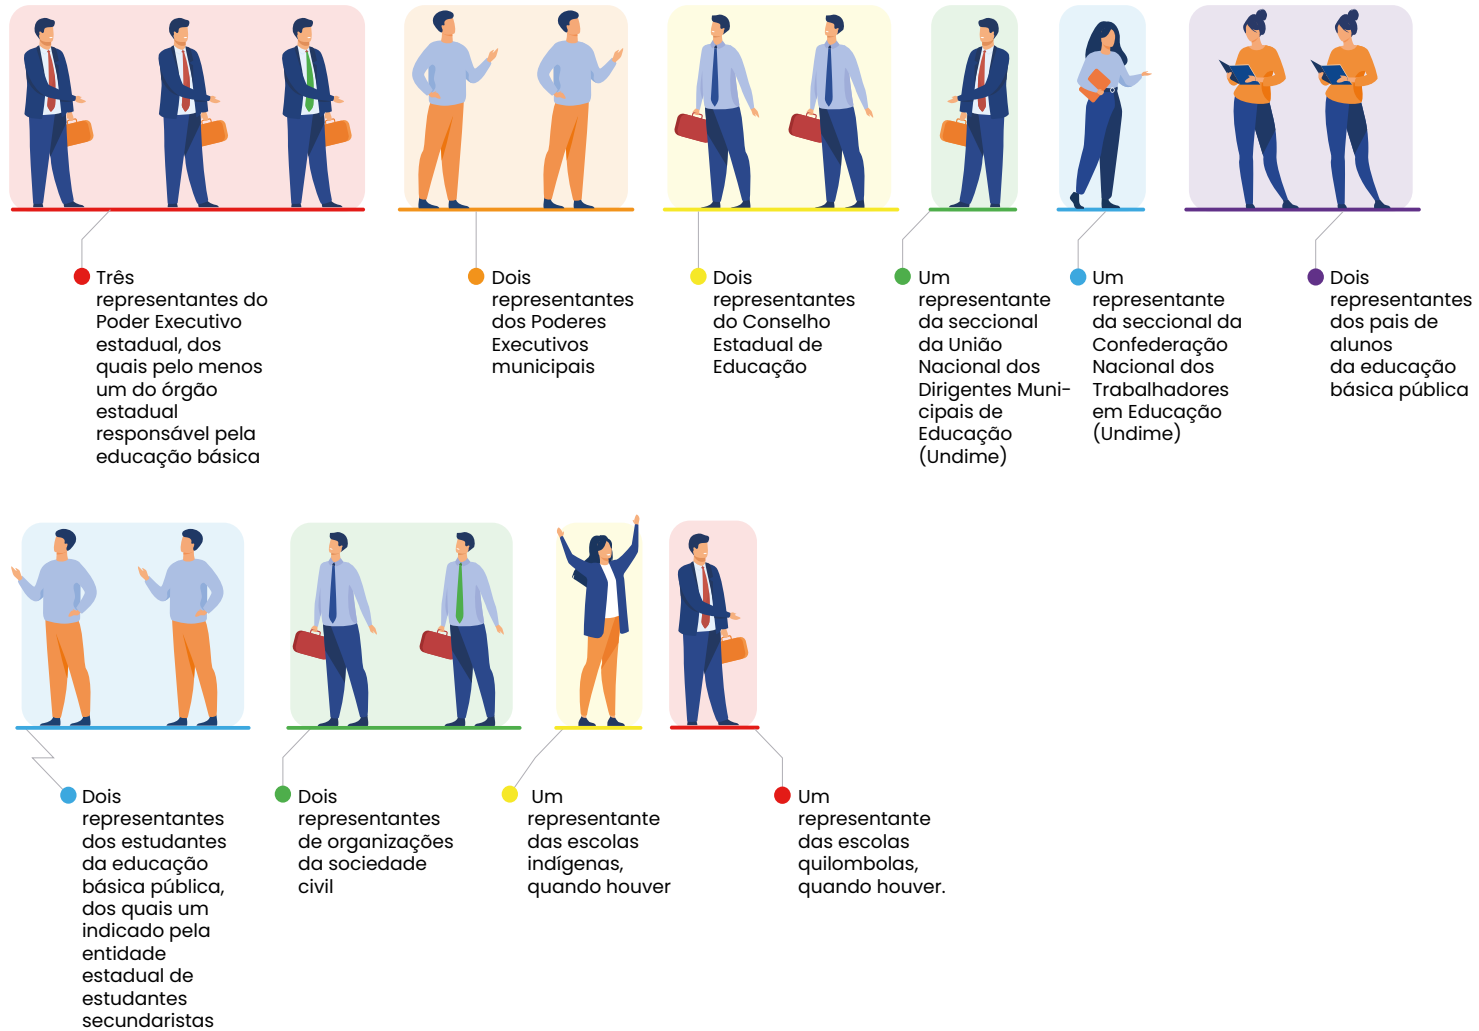 Três
representantes do
Poder Executivo
estadual, dos
quais pelo menos
um do órgão
estadual
responsável pela
educação básica
Dois
representantes
dos Poderes
Executivos
municipais
Dois
representantes
do Conselho
Estadual de
Educação
Um
representante
da seccional
da União
Nacional dos
Dirigentes Muni-
cipais de
Educação
(Undime)
Um
representante
da seccional da
Confederação
Nacional dos
Trabalhadores
em Educação
(Undime)
Dois
representantes
dos pais de
alunos
da educação
básica pública
Dois
representantes
dos estudantes
da educação
básica pública,
dos quais um
indicado pela
entidade
estadual de
estudantes
secundaristas
Dois
representantes
de organizações
da sociedade
civil
Um
representante
das escolas
indígenas,
quando houver
Um
representante
das escolas
quilombolas,
quando houver.